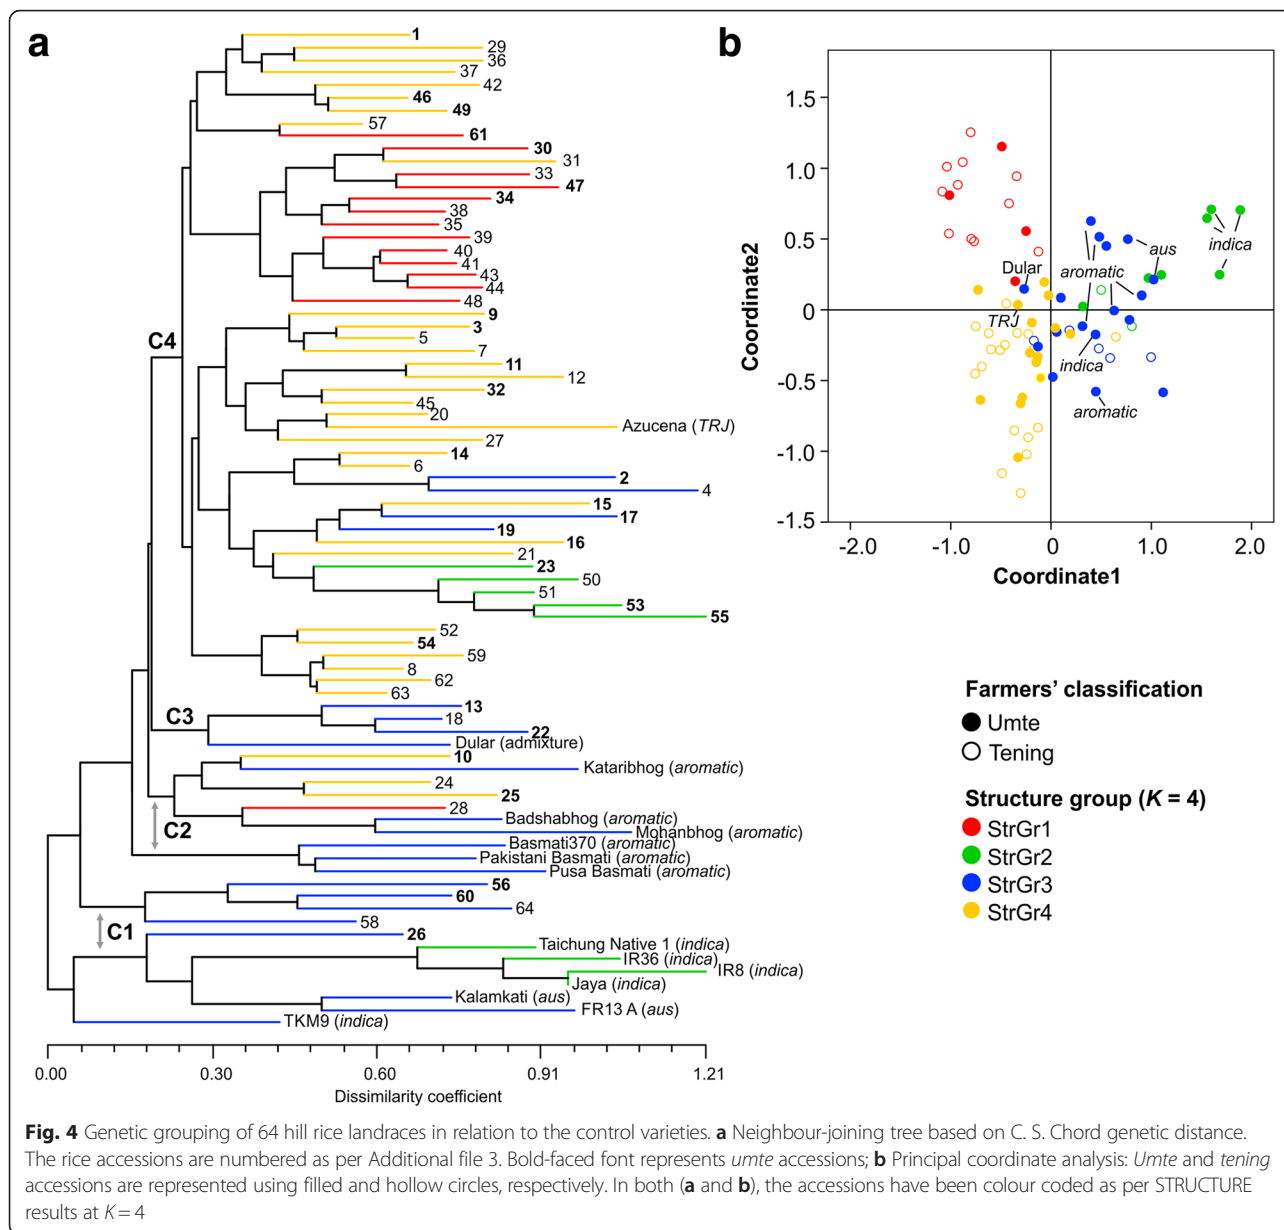 a
1
29
36
37
42
46
49
57
61
30
31
33
47
34
38
35
39
40
41
43
44
48
9
3
5
7
11
12
32
45
20
Azucena (TRJ)
27
14
6
2
4
15
17
19
16
21
23
50
51
53
55
52
54
59
8
62
63
13
18
22
Dular (admixture)
10
Kataribhog (aromatic)
24
25
28
Badshabhog (aromatic)
Mohanbhog (aromatic)
Basmati370 (aromatic)
Pakistani Basmati (aromatic)
Pusa Basmati (aromatic)
56
60
64
58
26
Taichung Native 1 (indica)
IR36 (indica)
IR8 (indica)
Jaya (indica)
Kalamkati (aus)
FR13 A (aus)
TKM9 (indica)
C4
C3
C2
C1
0.00 0.30 0.60 0.91 1.21
Dissimilarity coefficient
b
1.5
1.0
0.5
0
-0.5
-1.0
-1.5
Coordinate2
Dular
TRJ
aromatic
aus
indica
indica
aromatic
-2.0 -1.0 0 1.0 2.0
Coordinate1
Farmers' classification
Umte
Tening
Structure group (K = 4)
StrGr1
StrGr2
StrGr3
StrGr4
Fig. 4 Genetic grouping of 64 hill rice landraces in relation to the control varieties. a Neighbour-joining tree based on C. S. Chord genetic distance.
The rice accessions are numbered as per Additional file 3. Bold-faced font represents umte accessions; b Principal coordinate analysis: Umte and tening
accessions are represented using filled and hollow circles, respectively. In both (a and b), the accessions have been colour coded as per STRUCTURE
results at K = 4